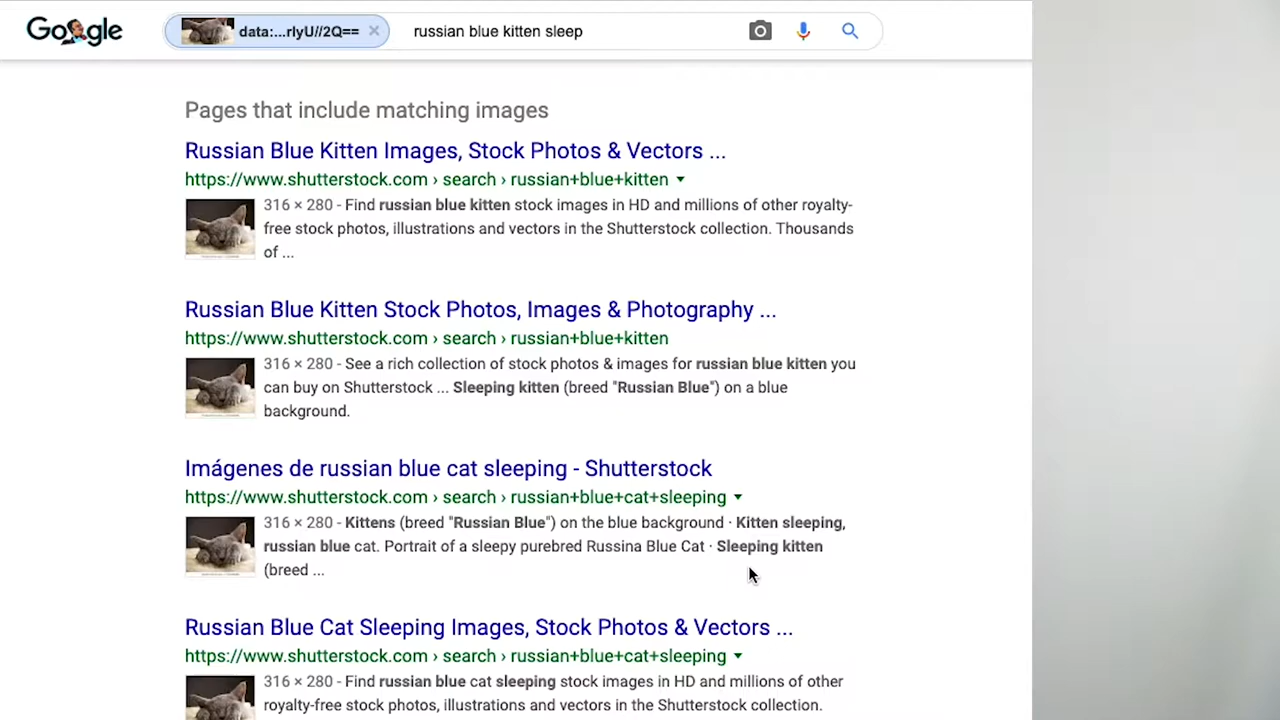 Google
data:...rIyU//2Q== ×
russian blue kitten sleep
Pages that include matching images
Russian Blue Kitten Images, Stock Photos & Vectors ...
https://www.shutterstock.com › search › russian+blue+kitten
316 × 280 - Find russian blue kitten stock images in HD and millions of other royalty-
free stock photos, illustrations and vectors in the Shutterstock collection. Thousands
of ...
Russian Blue Kitten Stock Photos, Images & Photography ...
https://www.shutterstock.com › search › russian+blue+kitten
316 × 280 - See a rich collection of stock photos & images for russian blue kitten you
can buy on Shutterstock ... Sleeping kitten (breed "Russian Blue") on a blue
background.
Imágenes de russian blue cat sleeping - Shutterstock
https://www.shutterstock.com › search › russian+blue+cat+sleeping
316 × 280 - Kittens (breed "Russian Blue") on the blue background · Kitten sleeping,
russian blue cat. Portrait of a sleepy purebred Russina Blue Cat · Sleeping kitten
(breed ...
Russian Blue Cat Sleeping Images, Stock Photos & Vectors ...
https://www.shutterstock.com › search › russian+blue+cat+sleeping
316 × 280 - Find russian blue cat sleeping stock images in HD and millions of other
royalty-free stock photos, illustrations and vectors in the Shutterstock collection.